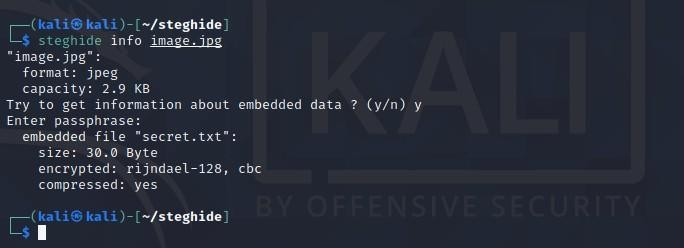 ┌──(kali㉿kali)-[~/steghide]
└─$ steghide info image.jpg
"image.jpg":
  format: jpeg
  capacity: 2.9 KB
Try to get information about embedded data ? (y/n) y
Enter passphrase:
  embedded file "secret.txt":
    size: 30.0 Byte
    encrypted: rijndael-128, cbc
    compressed: yes
┌──(kali㉿kali)-[~/steghide]
└─$
KALI
BY OFFENSIVE SECURITY